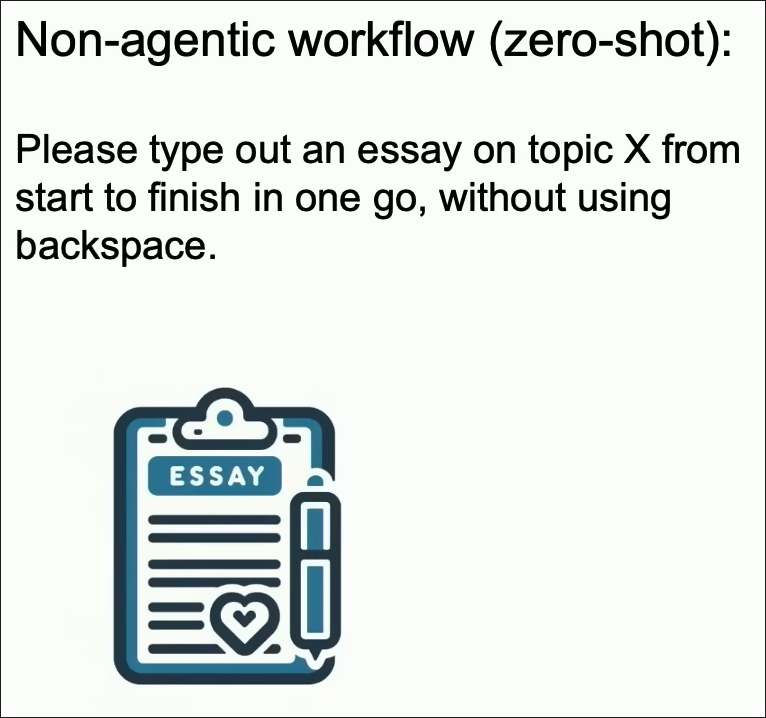 Non-agentic workflow (zero-shot):
Please type out an essay on topic X from
start to finish in one go, without using
backspace.
ESSAY